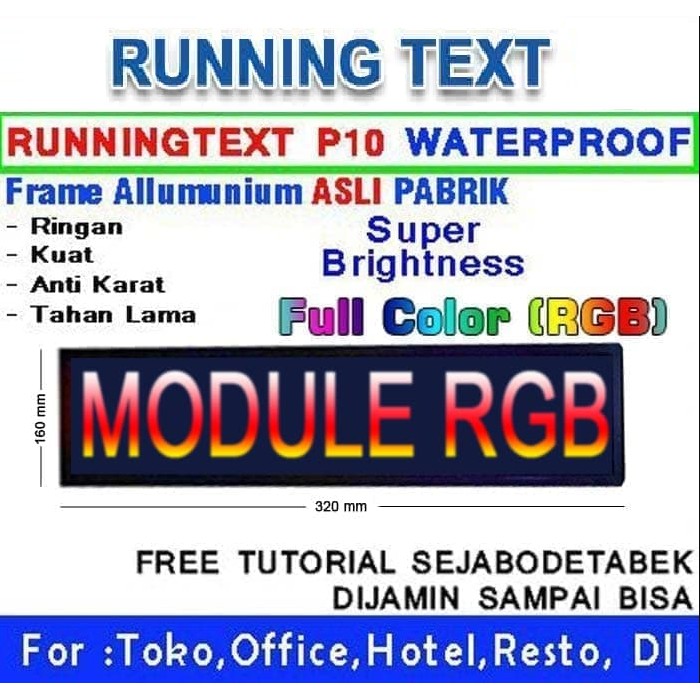 RUNNING TEXT
RUNNINGTEXT P10 WATERPROOF
Frame Allumunium ASLI PABRIK
- Ringan
- Kuat
- Anti Karat
- Tahan Lama
Super
Brightness
Full Color (RGB)
160 mm
MODULE RGB
320 mm
FREE TUTORIAL SEJABODETABEK
DIJAMIN SAMPAI BISA
For :Toko,Office,Hotel,Resto, Dll